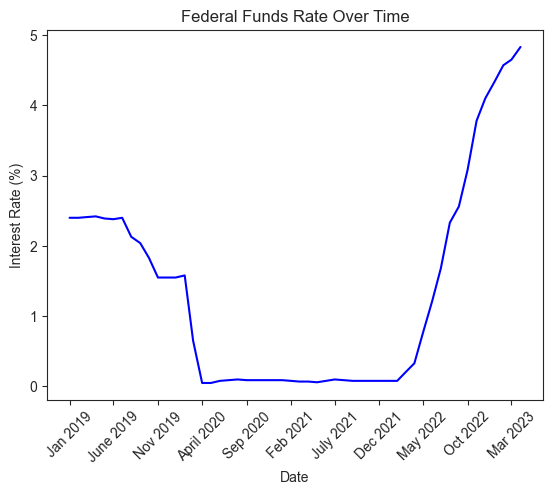 Federal Funds Rate Over Time
5
4
3
2
1
0
Interest Rate (%)
Jan 2019
June 2019
Nov 2019
April 2020
Sep 2020
Feb 2021
July 2021
Dec 2021
May 2022
Oct 2022
Mar 2023
Date